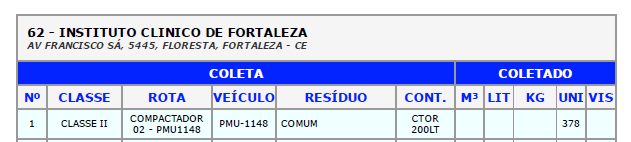 62 - INSTITUTO CLINICO DE FORTALEZA
AV FRANCISCO SÁ, 5445, FLORESTA, FORTALEZA - CE
COLETA COLETADO
Nº CLASSE ROTA VEÍCULO RESÍDUO CONT. M³ LIT KG UNI VIS
1 CLASSE II COMPACTADOR 02 - PMU1148 PMU-1148 COMUM CTOR 200LT 378